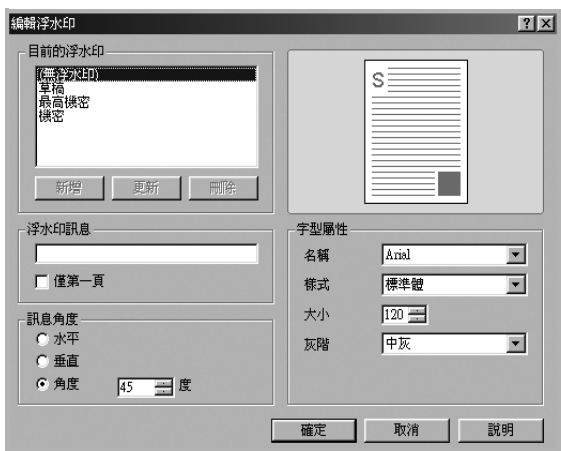 編輯浮水印
目前的浮水印
(無浮水印)
草稿
最高機密
機密
新增 更新 刪除
S
浮水印訊息
僅第一頁
訊息角度
水平
垂直
角度 45 度
字型屬性
名稱 Arial
樣式 標準體
大小 120
灰階 中灰
確定 取消 說明